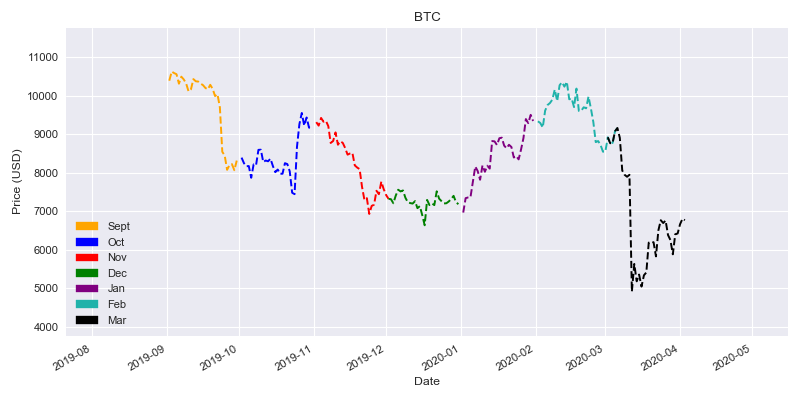 BTC
Price (USD)
11000
10000
9000
8000
7000
6000
5000
4000
Sept
Oct
Nov
Dec
Jan
Feb
Mar
2019-08
2019-09
2019-10
2019-11
2019-12
2020-01
2020-02
2020-03
2020-04
2020-05
Date